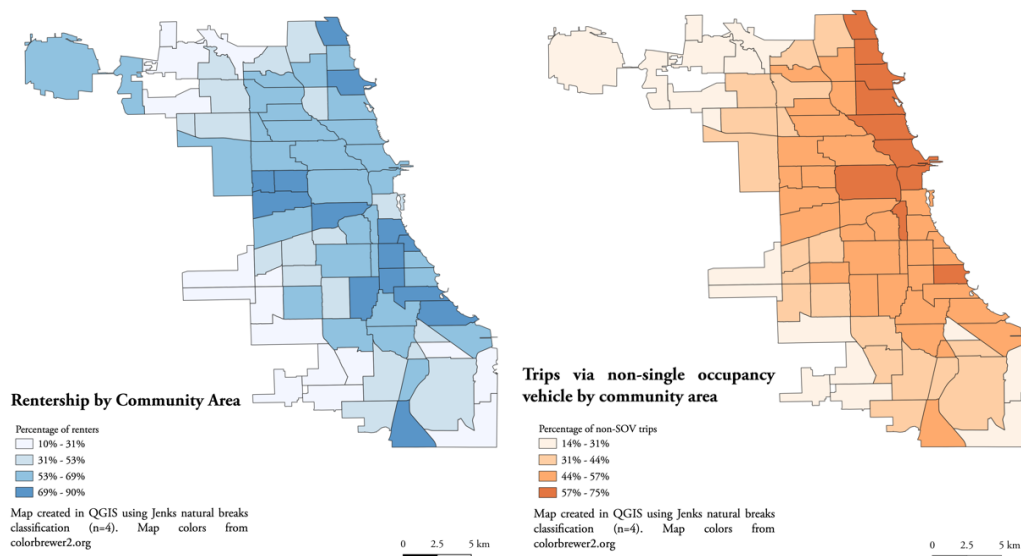 Rentership by Community Area
Percentage of renters
10% - 31%
31% - 53%
53% - 69%
69% - 90%
Map created in QGIS using Jenks natural breaks
classification (n=4). Map colors from
colorbrewer2.org
0 2.5 5 km
Trips via non-single occupancy
vehicle by community area
Percentage of non-SOV trips
14% - 31%
31% - 44%
44% - 57%
57% - 75%
Map created in QGIS using Jenks natural breaks
classification (n=4). Map colors from
colorbrewer2.org
0 2.5 5 km